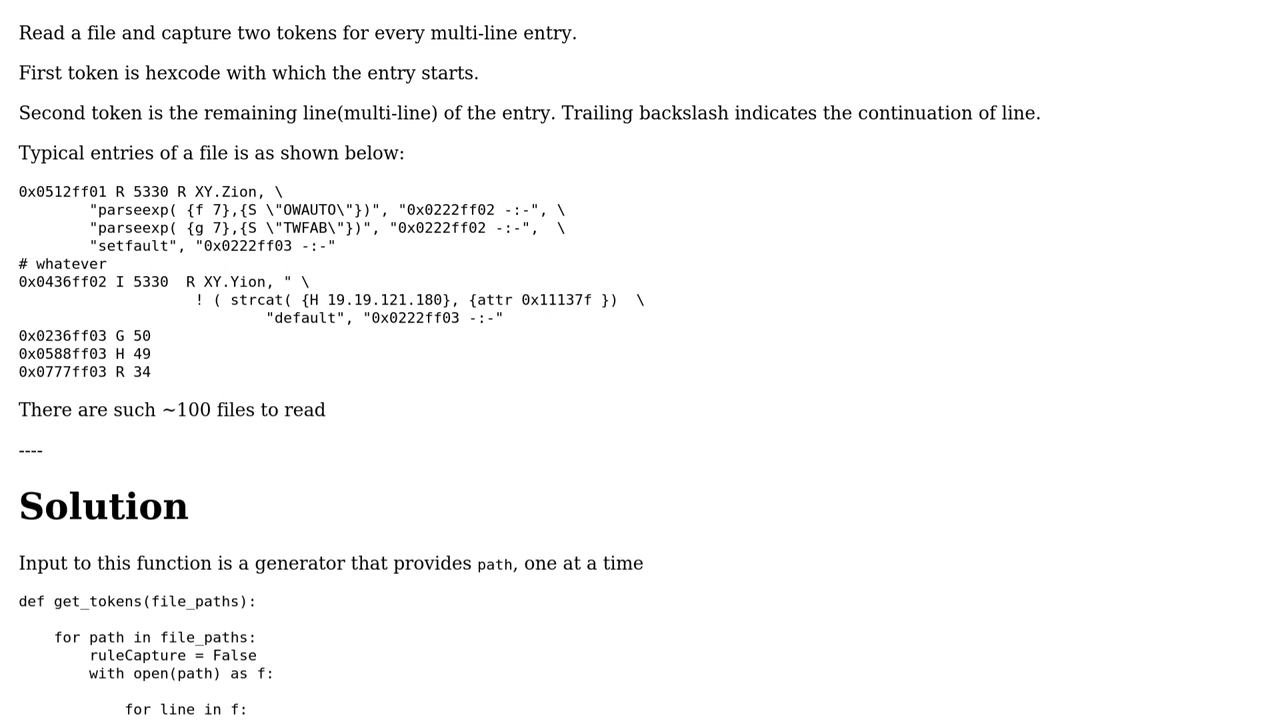 Read a file and capture two tokens for every multi-line entry.
First token is hexcode with which the entry starts.
Second token is the remaining line(multi-line) of the entry. Trailing backslash indicates the continuation of line.
Typical entries of a file is as shown below:
0x0512ff01 R 5330 R XY.Zion, \
        "parseexp( {f 7},{S \"OWAUTO\"})", "0x0222ff02 -:-", \
        "parseexp( {g 7},{S \"TWFAB\"})", "0x0222ff02 -:-",  \
        "setfault", "0x0222ff03 -:-"
# whatever
0x0436ff02 I 5330  R XY.Yion, " \
                    ! ( strcat( {H 19.19.121.180}, {attr 0x11137f })  \
                            "default", "0x0222ff03 -:-"
0x0236ff03 G 50
0x0588ff03 H 49
0x0777ff03 R 34
There are such ~100 files to read
----
Solution
Input to this function is a generator that provides path, one at a time
def get_tokens(file_paths):
    for path in file_paths:
        ruleCapture = False
        with open(path) as f:
            for line in f: